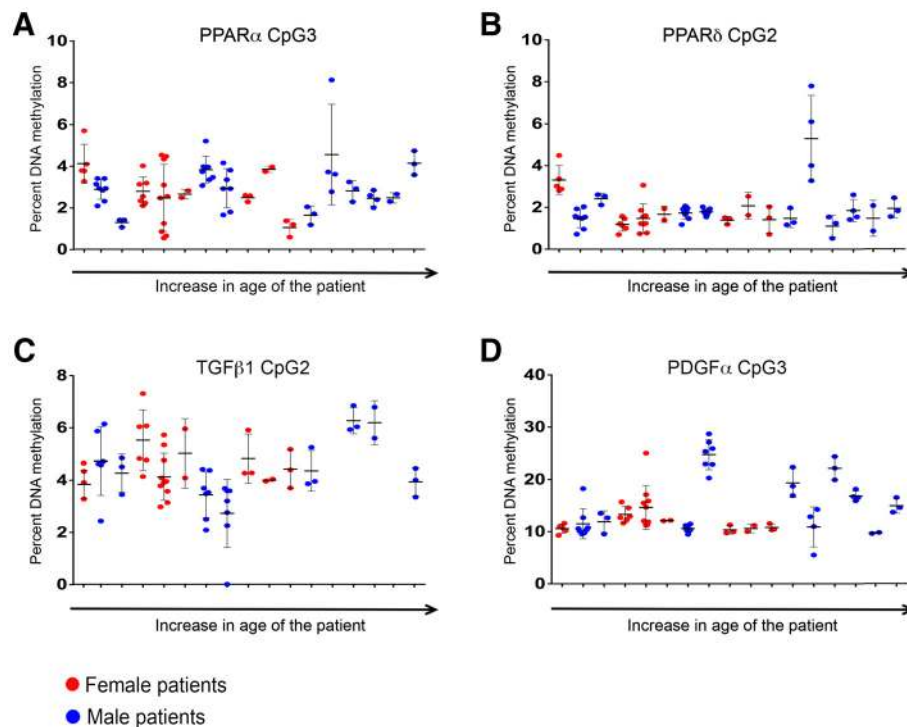 A
PPARα CpG3
Percent DNA methylation
10
8
6
4
2
0
Increase in age of the patient
B
PPARδ CpG2
Percent DNA methylation
10
8
6
4
2
0
Increase in age of the patient
C
TGFβ1 CpG2
Percent DNA methylation
8
6
4
2
0
Increase in age of the patient
D
PDGFα CpG3
Percent DNA methylation
40
30
20
10
0
Increase in age of the patient
Female patients
Male patients